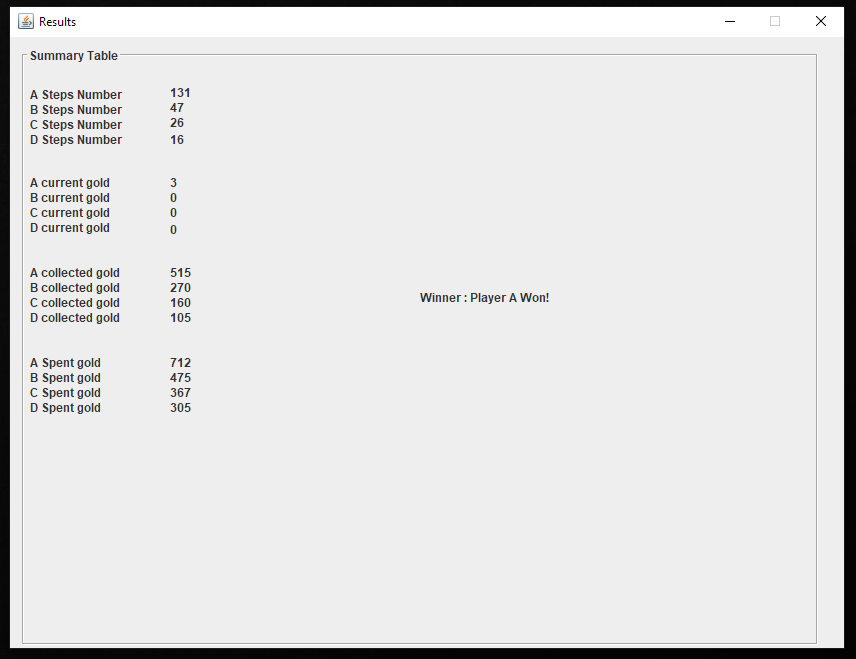 Results
Summary Table
A Steps Number 131
B Steps Number 47
C Steps Number 26
D Steps Number 16
A current gold 3
B current gold 0
C current gold 0
D current gold 0
A collected gold 515
B collected gold 270
C collected gold 160
D collected gold 105
Winner : Player A Won!
A Spent gold 712
B Spent gold 475
C Spent gold 367
D Spent gold 305